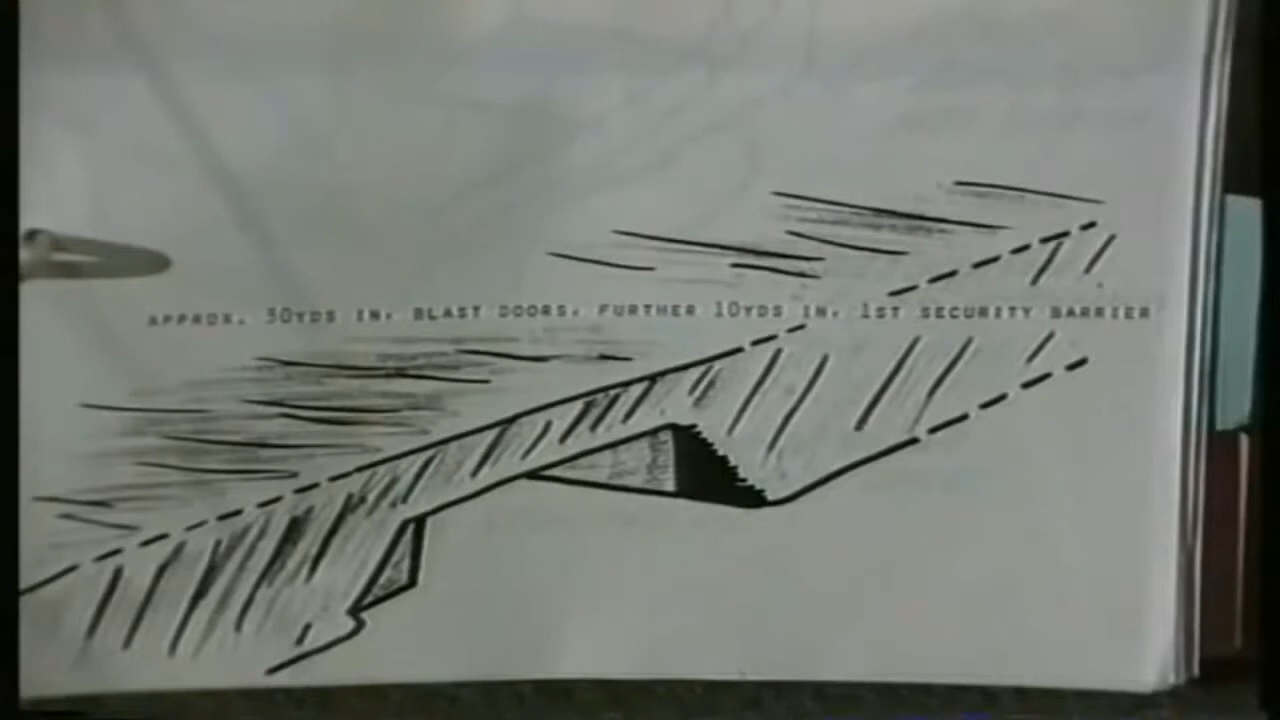 APPROX. 30YDS IN, BLAST DOORS, FURTHER 10YDS IN, 1ST SECURITY BARRIER